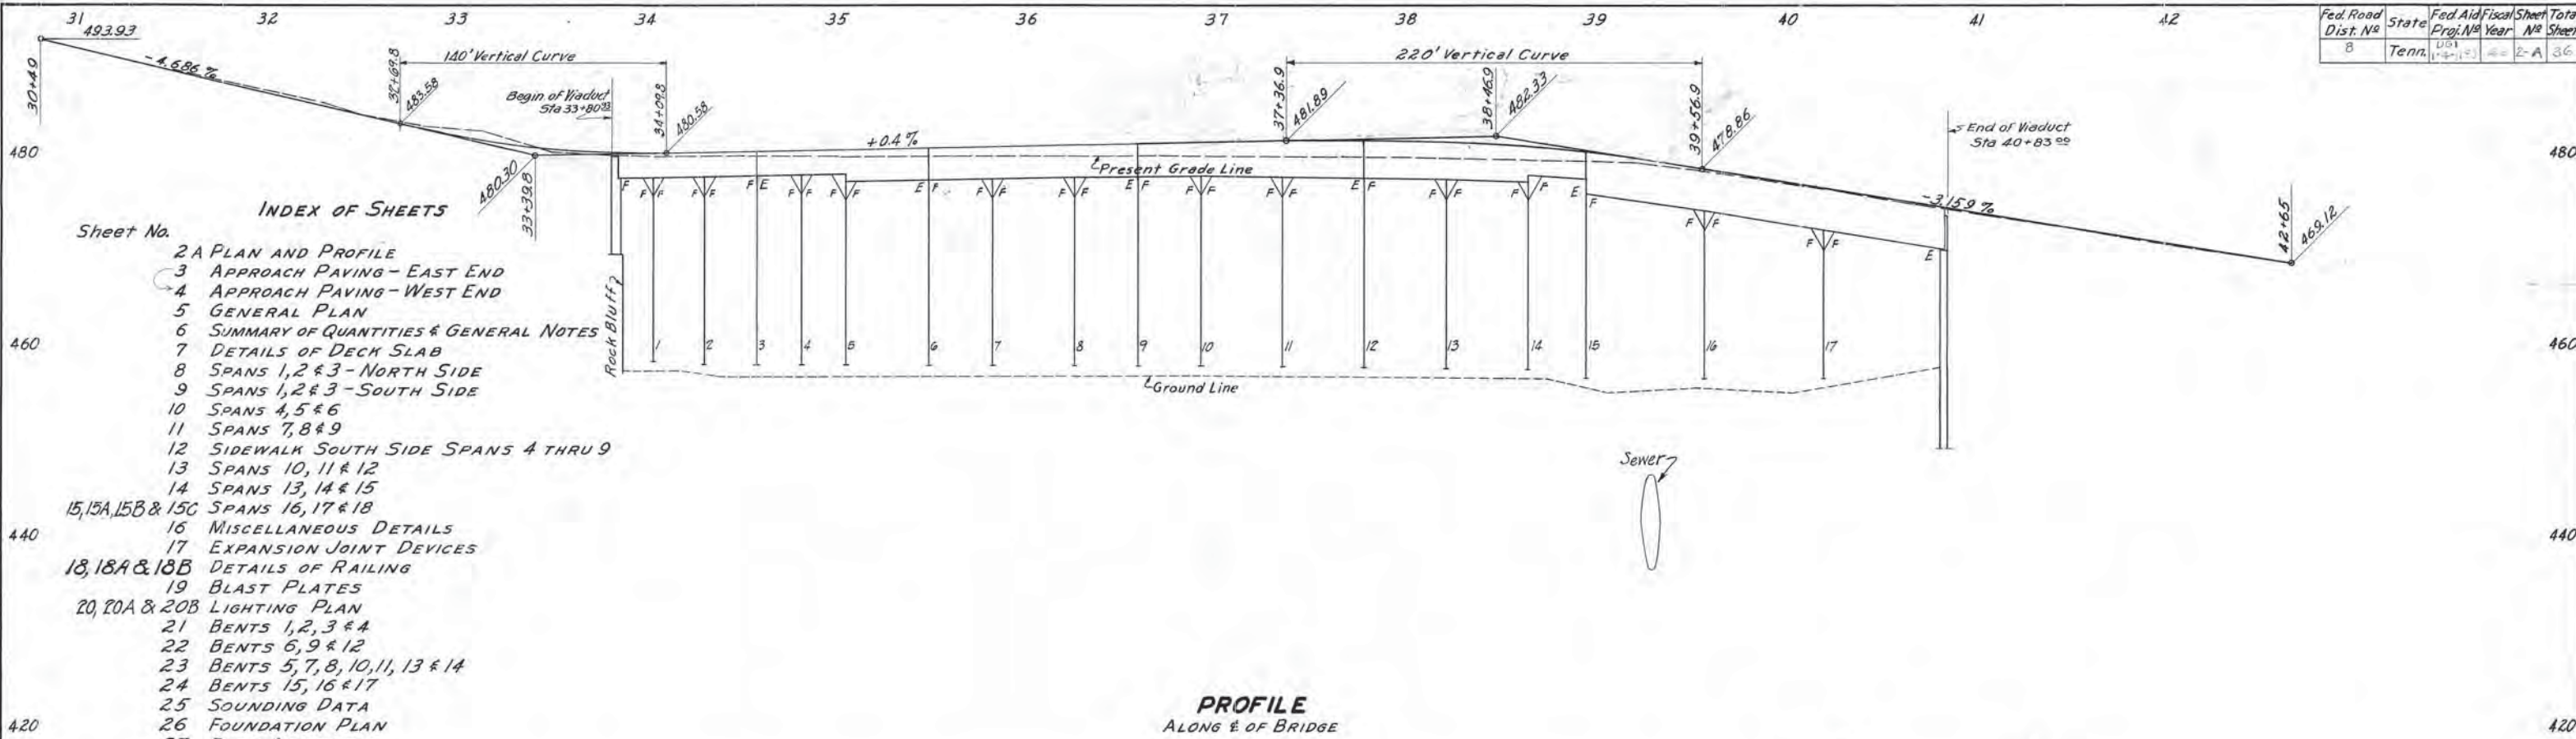 31 32 33 34 35 36 37 38 39 40 41 42
Fed. Road Dist. Nº State Fed. Aid Proj. Nº Fiscal Year Sheet Nº Total Sheets
8 Tenn. 2-A 36
493.93
30+49
-4.686 %
32+69.8
483.58
140' Vertical Curve
Begin of Viaduct
Sta 33+80
34+09.8
480.58
480.30
33+39.8
+0.4 %
Present Grade Line
220' Vertical Curve
37+36.9
481.89
38+46.9
482.33
39+56.9
478.86
End of Viaduct
Sta 40+83 00
-3.159 %
42+65
469.12
480 480
F F F F F F E F F F F E F F F F F E F F F F F E F F F F F E F F F F F E
Rock Bluff
460 1 2 3 4 5 6 7 8 9 10 11 12 13 14 15 16 17 460
Ground Line
Sewer
440 440
420 420
INDEX OF SHEETS
Sheet No.
2A PLAN AND PROFILE
3 APPROACH PAVING - EAST END
4 APPROACH PAVING - WEST END
5 GENERAL PLAN
6 SUMMARY OF QUANTITIES & GENERAL NOTES
7 DETAILS OF DECK SLAB
8 SPANS 1, 2 & 3 - NORTH SIDE
9 SPANS 1, 2 & 3 - SOUTH SIDE
10 SPANS 4, 5 & 6
11 SPANS 7, 8 & 9
12 SIDEWALK SOUTH SIDE SPANS 4 THRU 9
13 SPANS 10, 11 & 12
14 SPANS 13, 14 & 15
15, 15A, 15B & 15C SPANS 16, 17 & 18
16 MISCELLANEOUS DETAILS
17 EXPANSION JOINT DEVICES
18, 18A & 18B DETAILS OF RAILING
19 BLAST PLATES
20, 20A & 20B LIGHTING PLAN
21 BENTS 1, 2, 3 & 4
22 BENTS 6, 9 & 12
23 BENTS 5, 7, 8, 10, 11, 13 & 14
24 BENTS 15, 16 & 17
25 SOUNDING DATA
26 FOUNDATION PLAN
PROFILE
ALONG ℄ OF BRIDGE